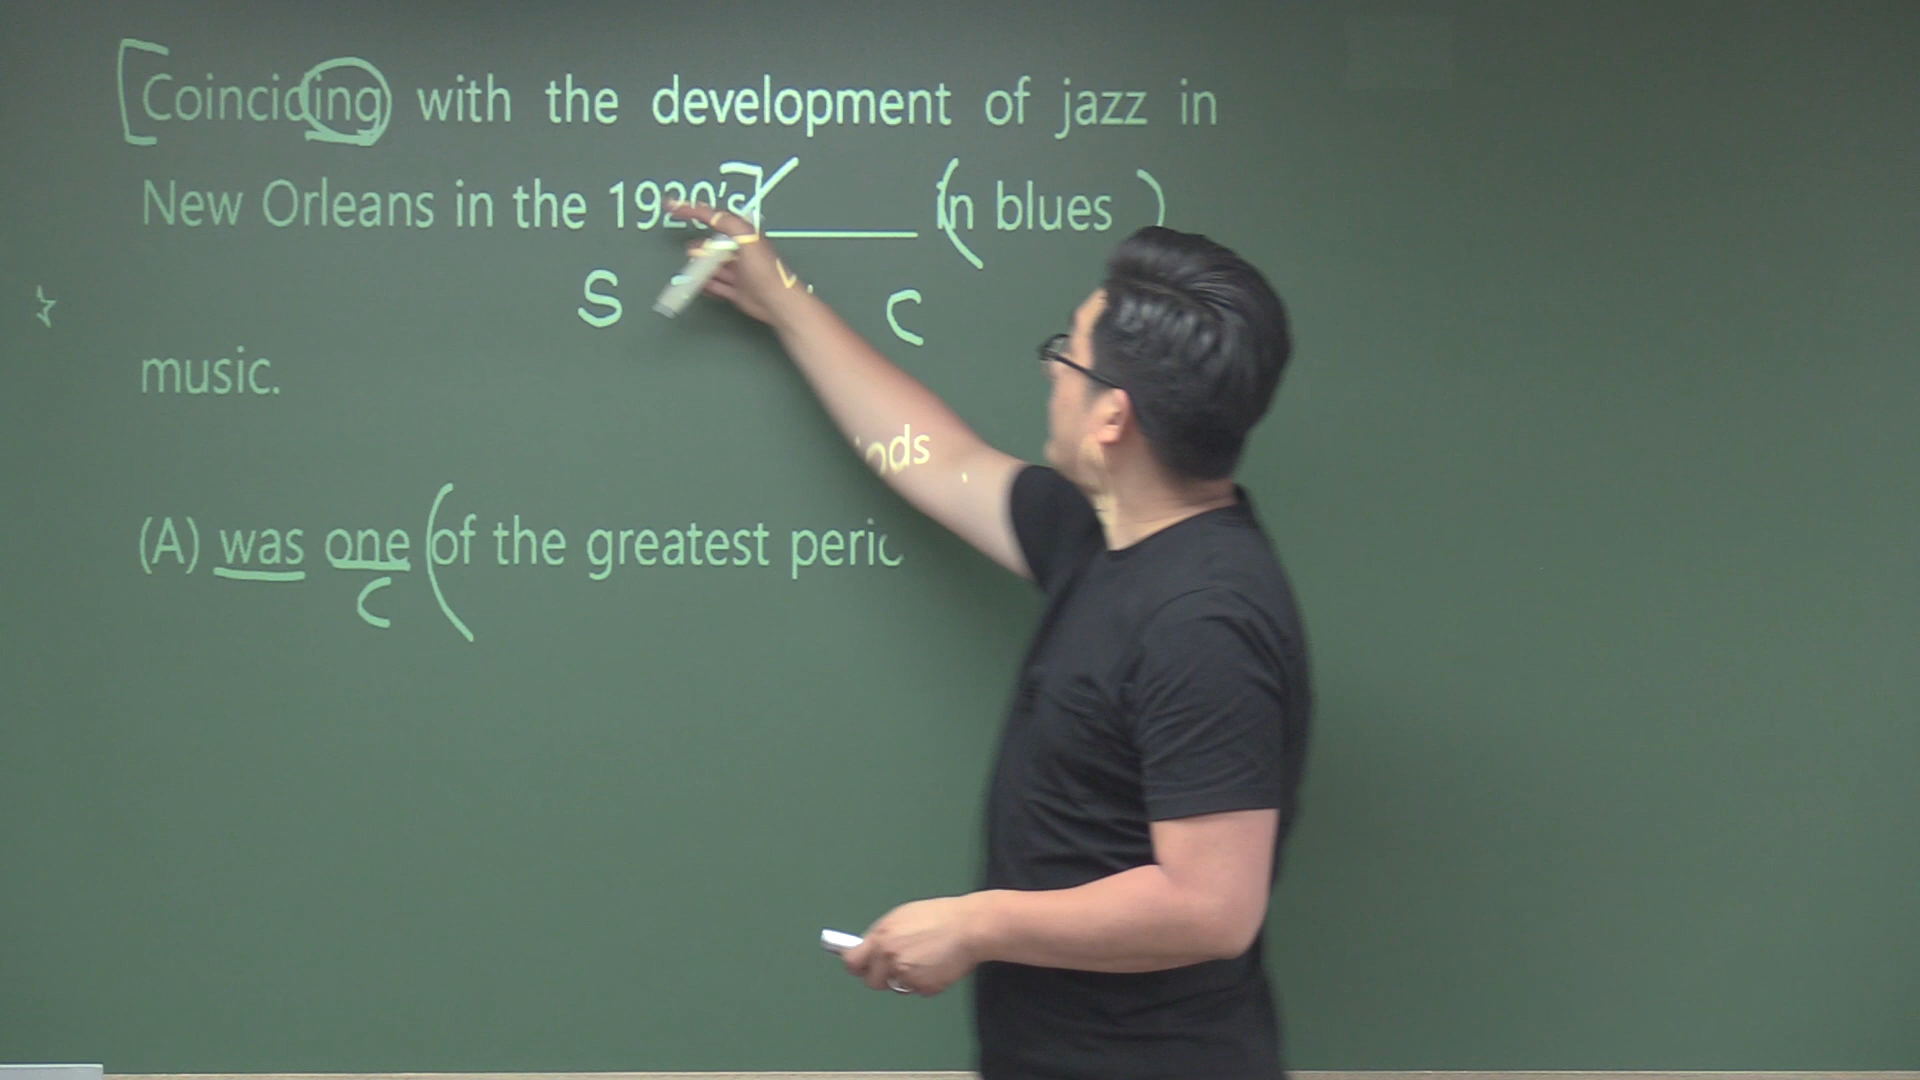 Coinciding with the development of jazz in
New Orleans in the 1920's, ______ in blues
S C
music.
(A) was one of the greatest periods
C